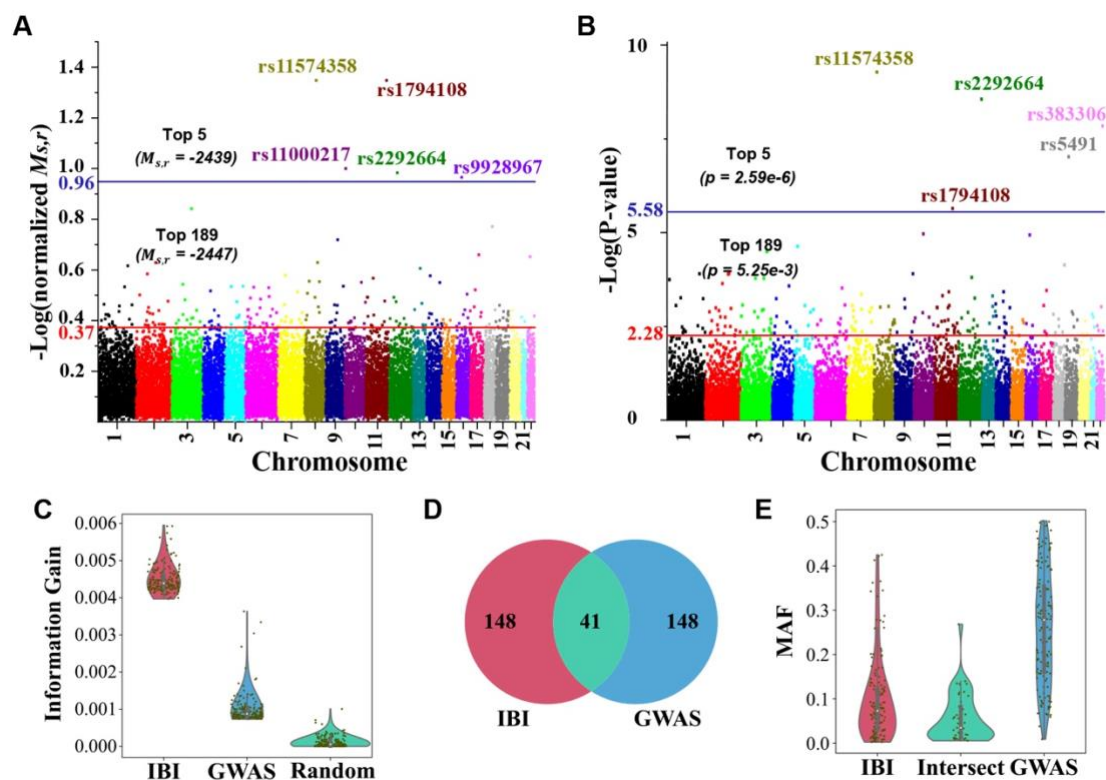 A
-Log(normalized Ms,r)
1.4
1.2
1.0
0.96
0.8
0.6
0.4
0.37
0.2
rs11574358
rs1794108
Top 5
(Ms,r = -2439)
rs11000217
rs2292664
rs9928967
Top 189
(Ms,r = -2447)
1 3 5 7 9 11 13 15 17 19 21
Chromosome
B
-Log(P-value)
10
5.58
5
2.28
0
rs11574358
rs2292664
rs383306
rs5491
Top 5
(p = 2.59e-6)
rs1794108
Top 189
(p = 5.25e-3)
1 3 5 7 9 11 13 15 17 19 21
Chromosome
C
Information Gain
0.006
0.005
0.004
0.003
0.002
0.001
0.000
IBI GWAS Random
D
148 41 148
IBI GWAS
E
MAF
0.5
0.4
0.3
0.2
0.1
0.0
IBI Intersect GWAS